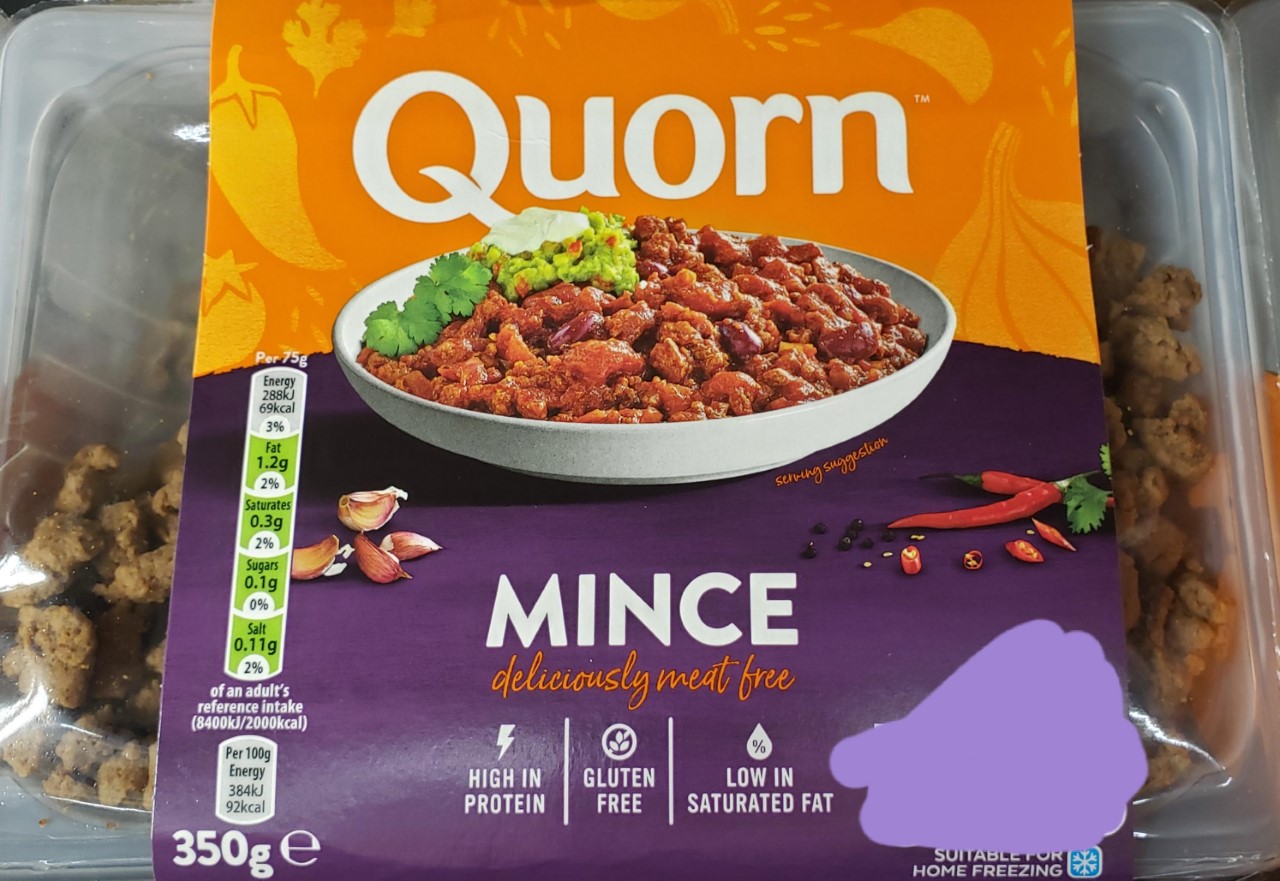 Quorn™
Per 75g
Energy
288kJ
69kcal
3%
Fat
1.2g
2%
Saturates
0.3g
2%
Sugars
0.1g
0%
Salt
0.11g
2%
of an adult's
reference intake
(8400kJ/2000kcal)
Per 100g
Energy
384kJ
92kcal
350g ℮
serving suggestion
MINCE
deliciously meat free
HIGH IN
PROTEIN
GLUTEN
FREE
%
LOW IN
SATURATED FAT
SUITABLE FOR
HOME FREEZING